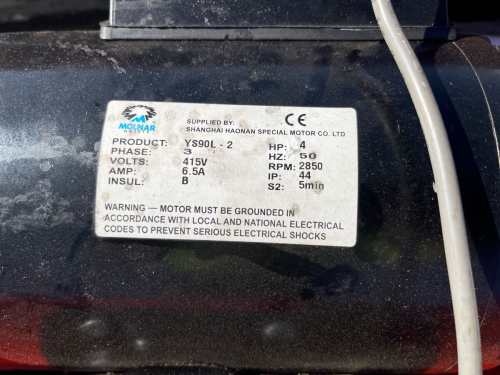 MOLNAR
HOISTS
SUPPLIED BY:
SHANGHAI HAONAN SPECIAL MOTOR CO. LTD
CE
PRODUCT: YS90L - 2 HP: 4
PHASE: 3 HZ: 50
VOLTS: 415V RPM: 2850
AMP: 6.5A IP: 44
INSUL: B S2: 5min
WARNING — MOTOR MUST BE GROUNDED IN
ACCORDANCE WITH LOCAL AND NATIONAL ELECTRICAL
CODES TO PREVENT SERIOUS ELECTRICAL SHOCKS